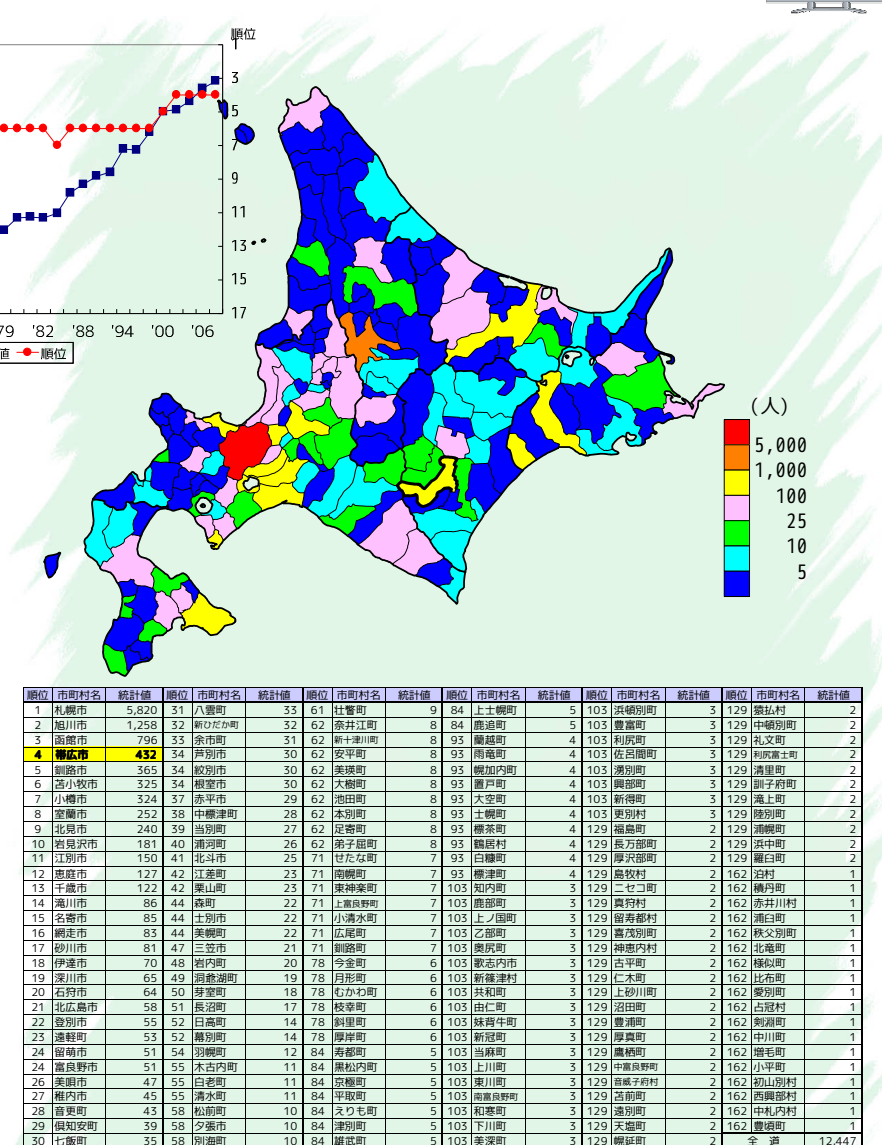 順位
1
3
5
7
9
11
13
15
17
79 '82 '88 '94 '00 '06
値 順位
(人)
5,000
1,000
100
25
10
5
順位 市町村名 統計値 順位 市町村名 統計値 順位 市町村名 統計値 順位 市町村名 統計値 順位 市町村名 統計値 順位 市町村名 統計値
1 札幌市 5,820 31 八雲町 33 61 壮瞥町 9 84 上士幌町 5 103 浜頓別町 3 129 猿払村 2
2 旭川市 1,258 32 新ひだか町 32 62 奈井江町 8 84 鹿追町 5 103 豊富町 3 129 中頓別町 2
3 函館市 796 33 余市町 31 62 新十津川町 8 93 蘭越町 4 103 利尻町 3 129 礼文町 2
4 帯広市 432 34 芦別市 30 62 安平町 8 93 雨竜町 4 103 佐呂間町 3 129 利尻富士町 2
5 釧路市 365 34 紋別市 30 62 美瑛町 8 93 幌加内町 4 103 湧別町 3 129 清里町 2
6 苫小牧市 325 34 根室市 30 62 大樹町 8 93 置戸町 4 103 興部町 3 129 訓子府町 2
7 小樽市 324 37 赤平市 29 62 池田町 8 93 大空町 4 103 新得町 3 129 滝上町 2
8 室蘭市 252 38 中標津町 28 62 本別町 8 93 士幌町 4 103 更別村 3 129 陸別町 2
9 北見市 240 39 当別町 27 62 足寄町 8 93 標茶町 4 129 福島町 2 129 浦幌町 2
10 岩見沢市 181 40 浦河町 26 62 弟子屈町 8 93 鶴居村 4 129 長万部町 2 129 浜中町 2
11 江別市 150 41 北斗市 25 71 せたな町 7 93 白糠町 4 129 厚沢部町 2 129 羅臼町 2
12 恵庭市 127 42 江差町 23 71 南幌町 7 93 標津町 4 129 島牧村 2 162 泊村 1
13 千歳市 122 42 栗山町 23 71 東神楽町 7 103 知内町 3 129 ニセコ町 2 162 積丹町 1
14 滝川市 86 44 森町 22 71 上富良野町 7 103 鹿部町 3 129 真狩村 2 162 赤井川村 1
15 名寄市 85 44 士別市 22 71 小清水町 7 103 上ノ国町 3 129 留寿都村 2 162 浦臼町 1
16 網走市 83 44 美幌町 22 71 広尾町 7 103 乙部町 3 129 喜茂別町 2 162 秩父別町 1
17 砂川市 81 47 三笠市 21 71 釧路町 7 103 奥尻町 3 129 神恵内村 2 162 北竜町 1
18 伊達市 70 48 岩内町 20 78 今金町 6 103 歌志内市 3 129 古平町 2 162 様似町 1
19 深川市 65 49 洞爺湖町 19 78 月形町 6 103 新篠津村 3 129 仁木町 2 162 比布町 1
20 石狩市 64 50 芽室町 18 78 むかわ町 6 103 共和町 3 129 上砂川町 2 162 愛別町 1
21 北広島市 58 51 長沼町 17 78 枝幸町 6 103 由仁町 3 129 沼田町 2 162 占冠村 1
22 登別市 55 52 日高町 14 78 斜里町 6 103 妹背牛町 3 129 豊浦町 2 162 剣淵町 1
23 遠軽町 53 52 幕別町 14 78 厚岸町 6 103 新冠町 3 129 厚真町 2 162 中川町 1
24 留萌市 51 54 羽幌町 12 84 寿都町 5 103 当麻町 3 129 鷹栖町 2 162 増毛町 1
24 富良野市 51 55 木古内町 11 84 黒松内町 5 103 上川町 3 129 中富良野町 2 162 小平町 1
26 美唄市 47 55 白老町 11 84 京極町 5 103 東川町 3 129 音威子府村 2 162 初山別村 1
27 稚内市 45 55 清水町 11 84 平取町 5 103 南富良野町 3 129 苫前町 2 162 西興部村 1
28 音更町 43 58 松前町 10 84 えりも町 5 103 和寒町 3 129 遠別町 2 162 中札内村 1
29 倶知安町 39 58 夕張市 10 84 津別町 5 103 下川町 3 129 天塩町 2 162 豊頃町 1
30 七飯町 35 58 別海町 10 84 雄武町 5 103 美深町 3 129 幌延町 2 全 道 12,447